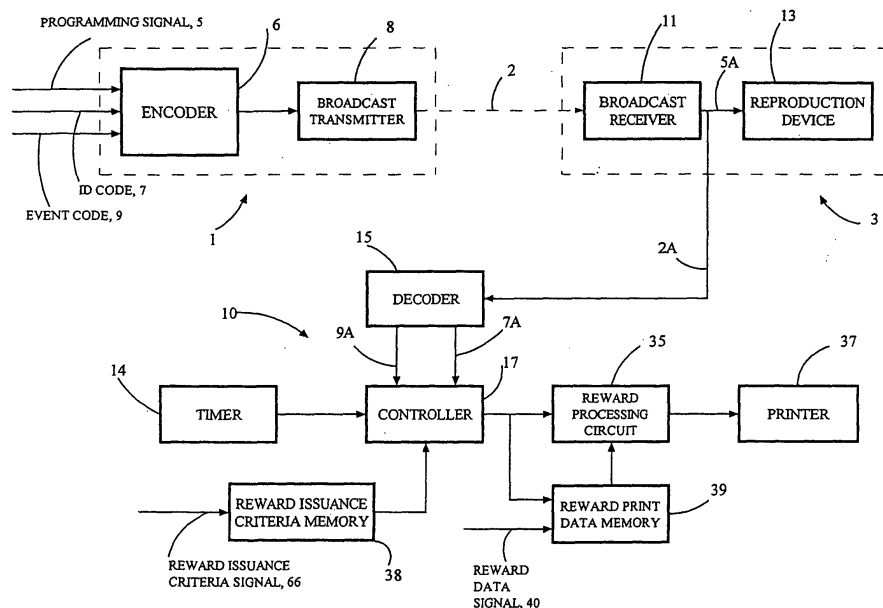 PROGRAMMING SIGNAL, 5
6
8
11
13
5A
2
ENCODER
BROADCAST
TRANSMITTER
BROADCAST
RECEIVER
REPRODUCTION
DEVICE
ID CODE, 7
EVENT CODE, 9
1
3
15
2A
DECODER
10
9A
7A
14
17
35
37
TIMER
CONTROLLER
REWARD
PROCESSING
CIRCUIT
PRINTER
REWARD ISSUANCE
CRITERIA MEMORY
REWARD PRINT
DATA MEMORY
39
REWARD ISSUANCE
CRITERIA SIGNAL, 66
38
REWARD
DATA
SIGNAL, 40